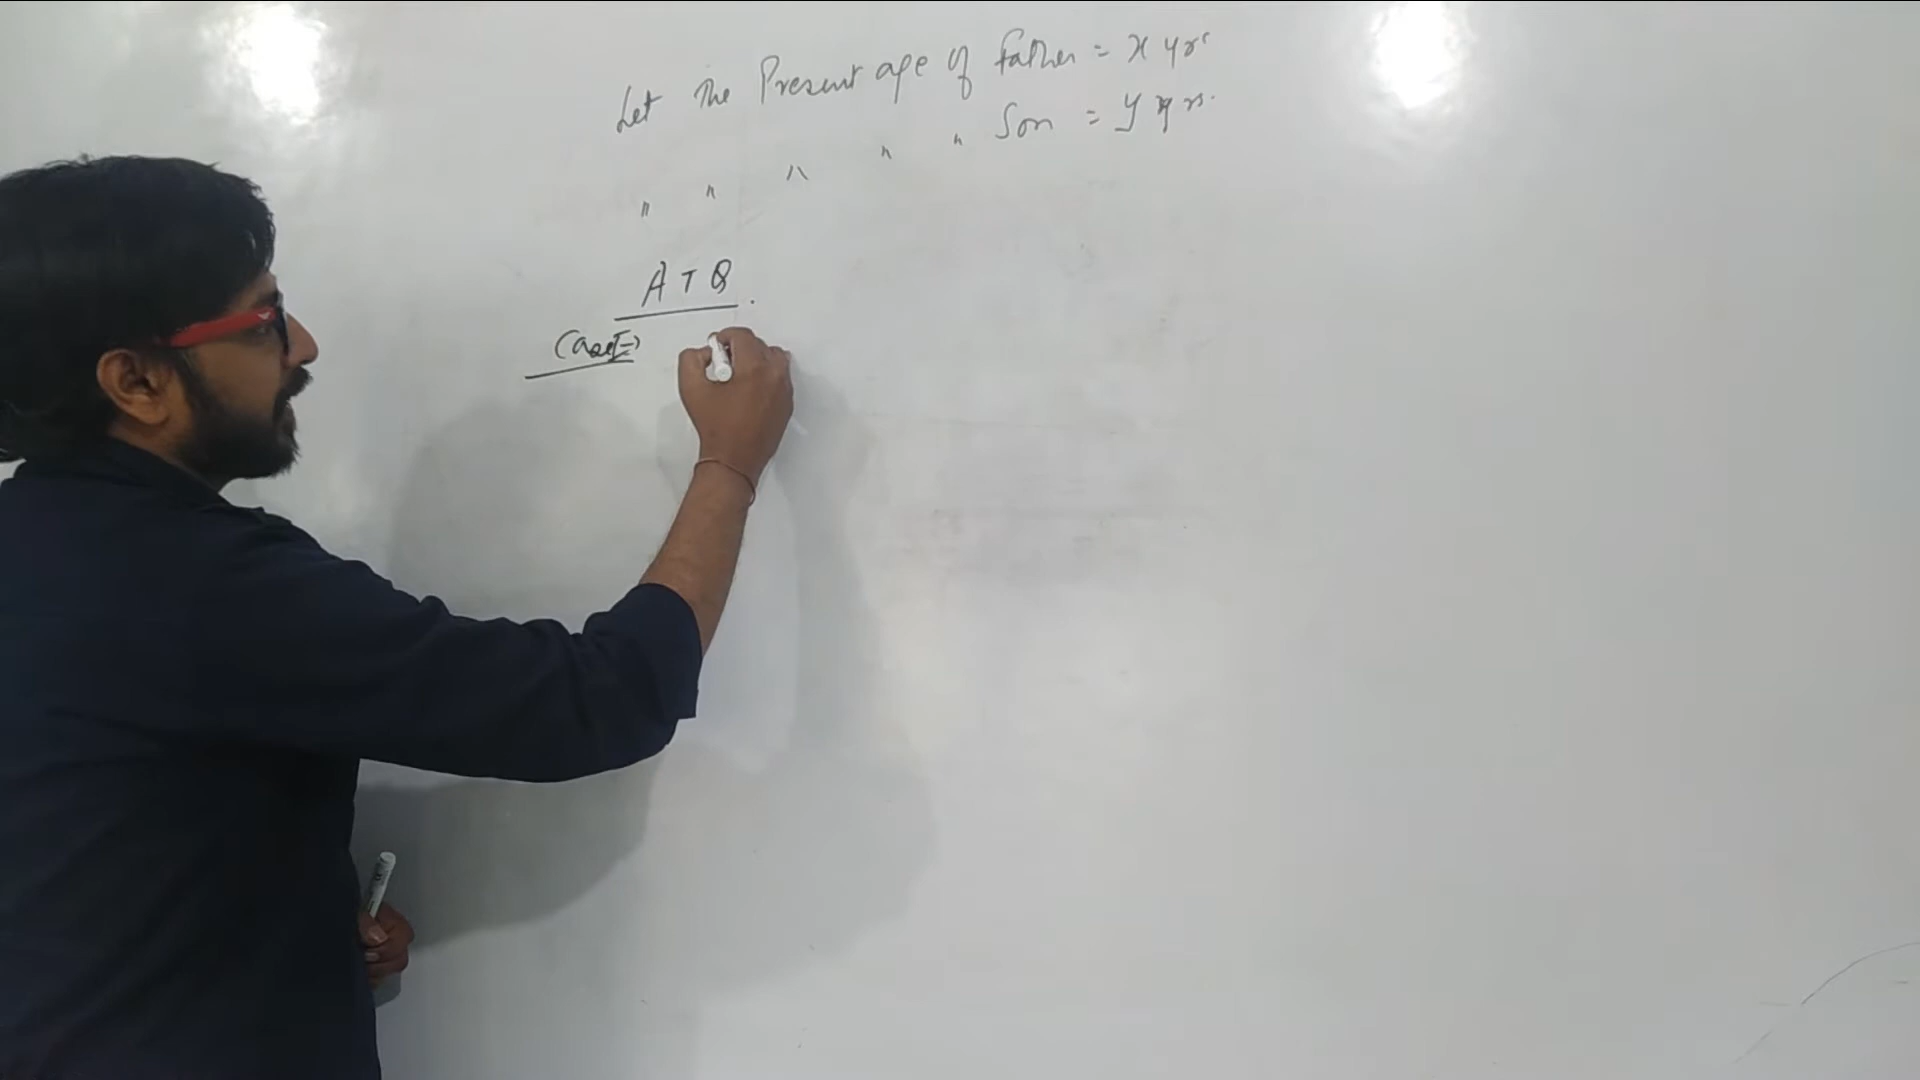 Let the Present age of Father = x yrs
" " " " " Son = y yrs.
A T Q .
Case I